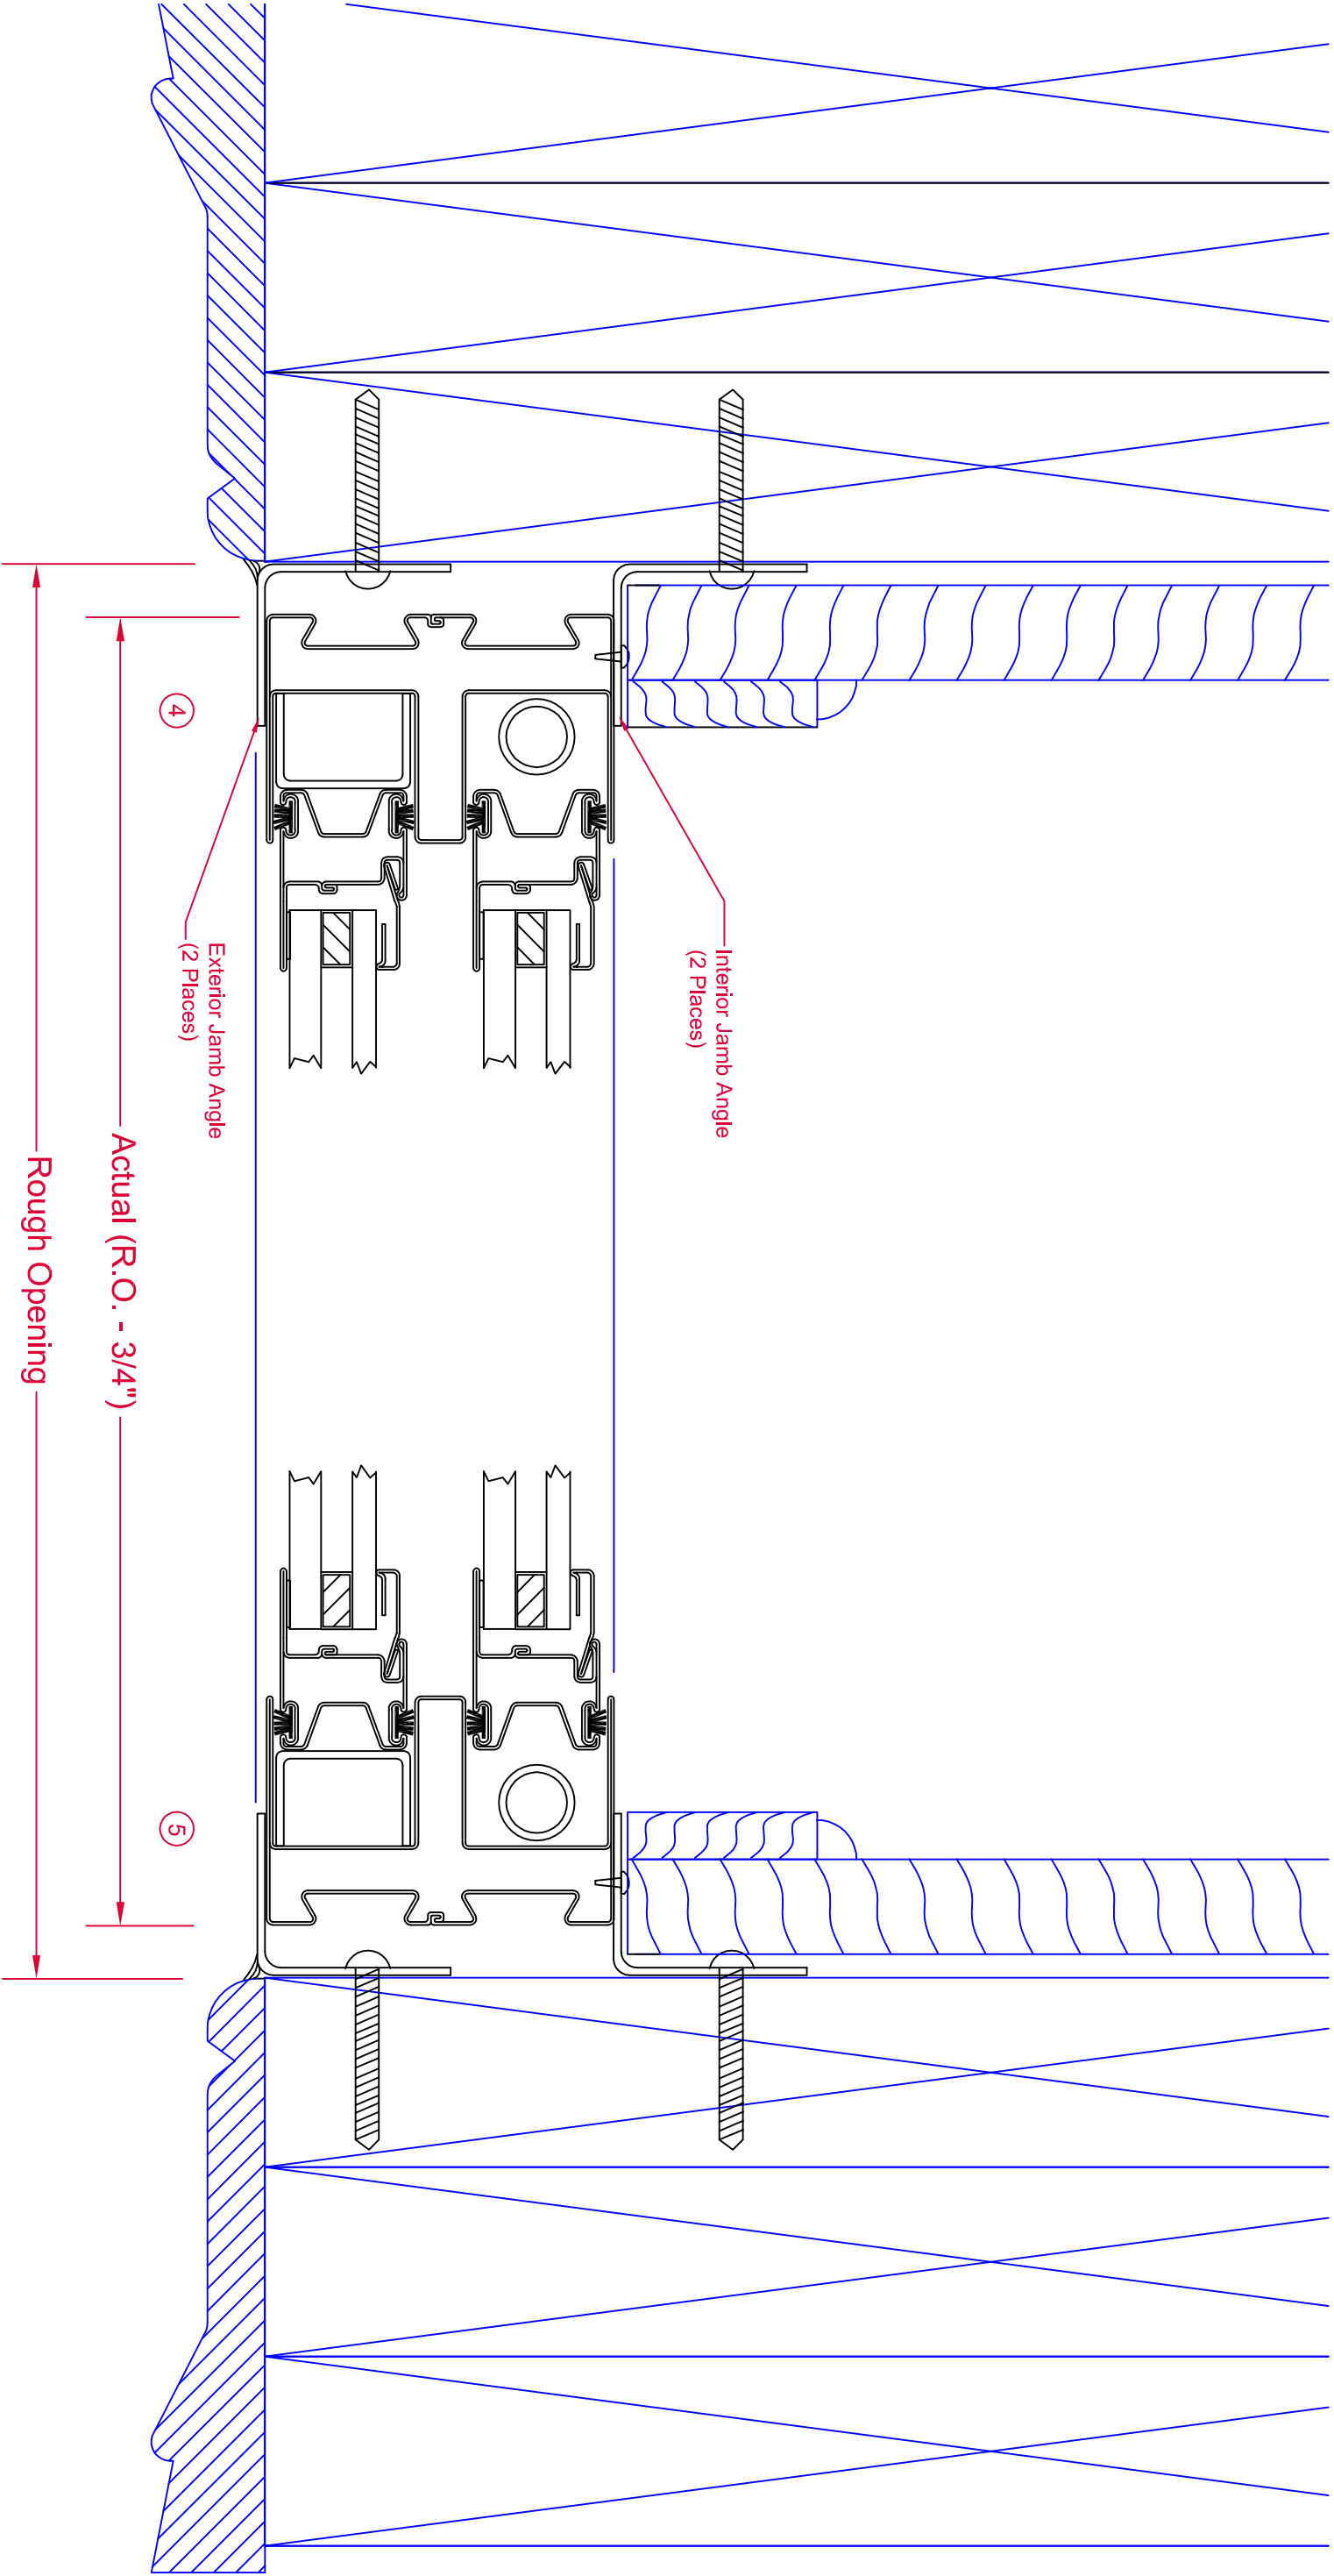 Interior Jamb Angle
(2 Places)
Exterior Jamb Angle
(2 Places)
4
5
Actual (R.O. - 3/4")
Rough Opening